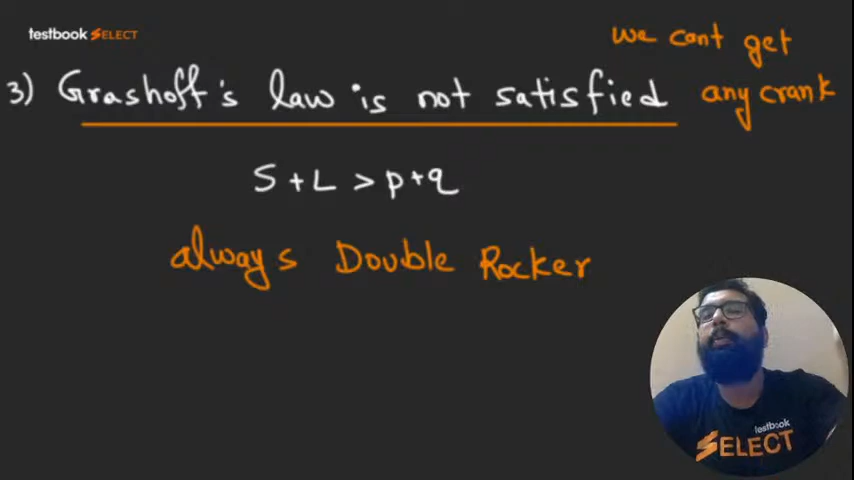 testbook SELECT
we cant get
3) Grashoff's law is not satisfied
any crank
S + L > p + q
always Double Rocker
testbook
SELECT